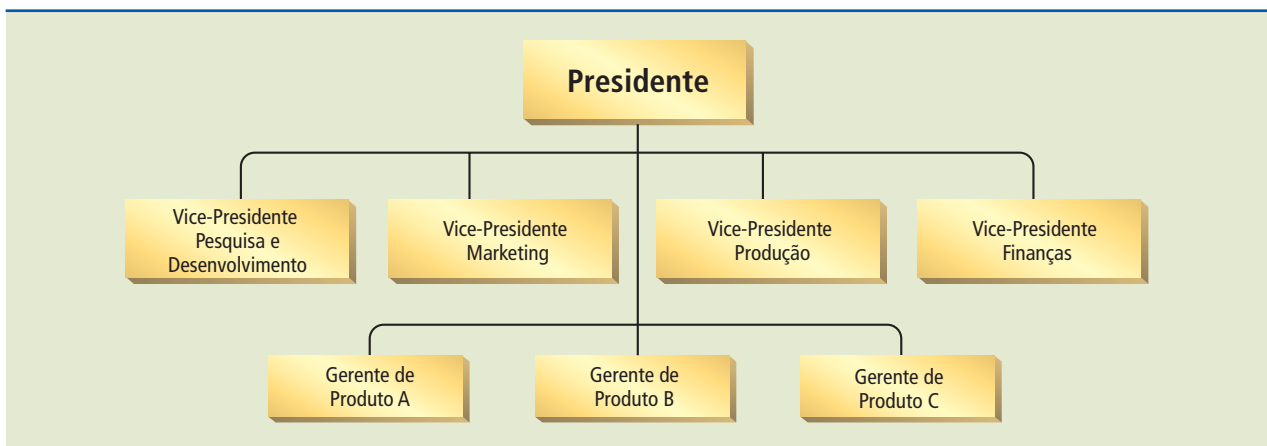 Presidente
Vice-Presidente
Pesquisa e
Desenvolvimento
Vice-Presidente
Marketing
Vice-Presidente
Produção
Vice-Presidente
Finanças
Gerente de
Produto A
Gerente de
Produto B
Gerente de
Produto C